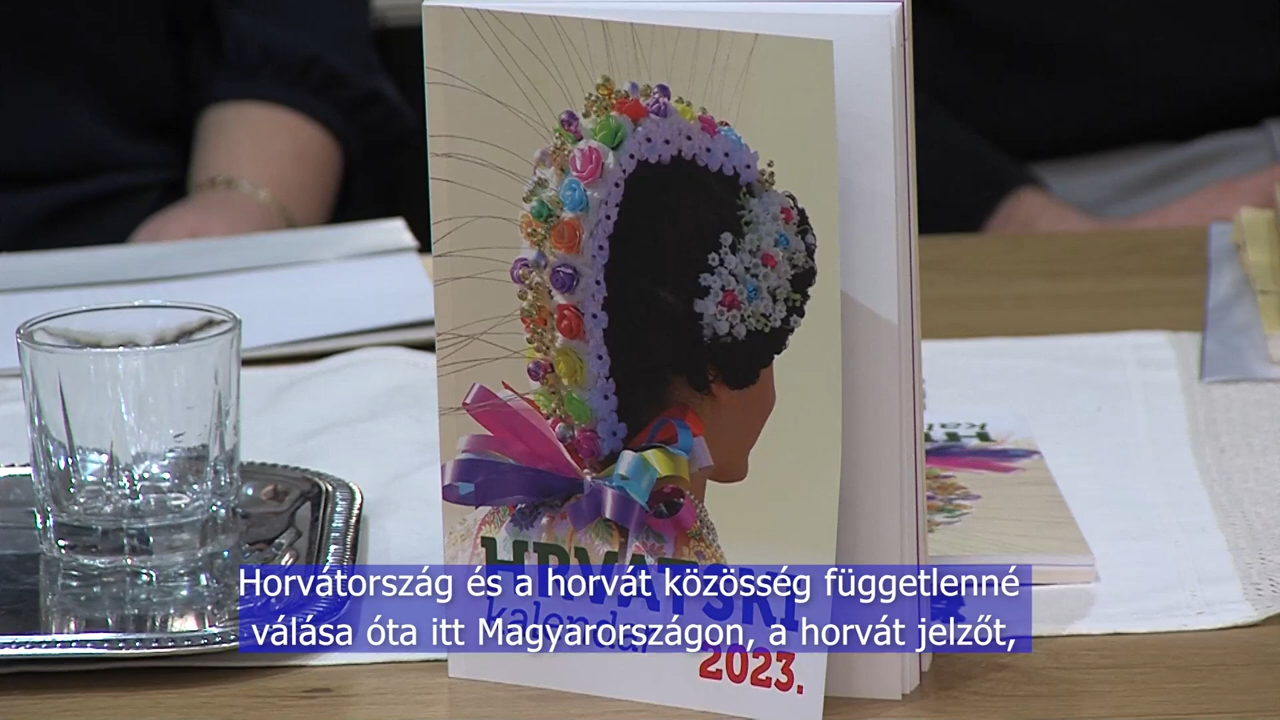 HRVATSKI
kalendar
2023.
Horvátország és a horvát közösség függetlenné
válása óta itt Magyarországon, a horvát jelzőt,